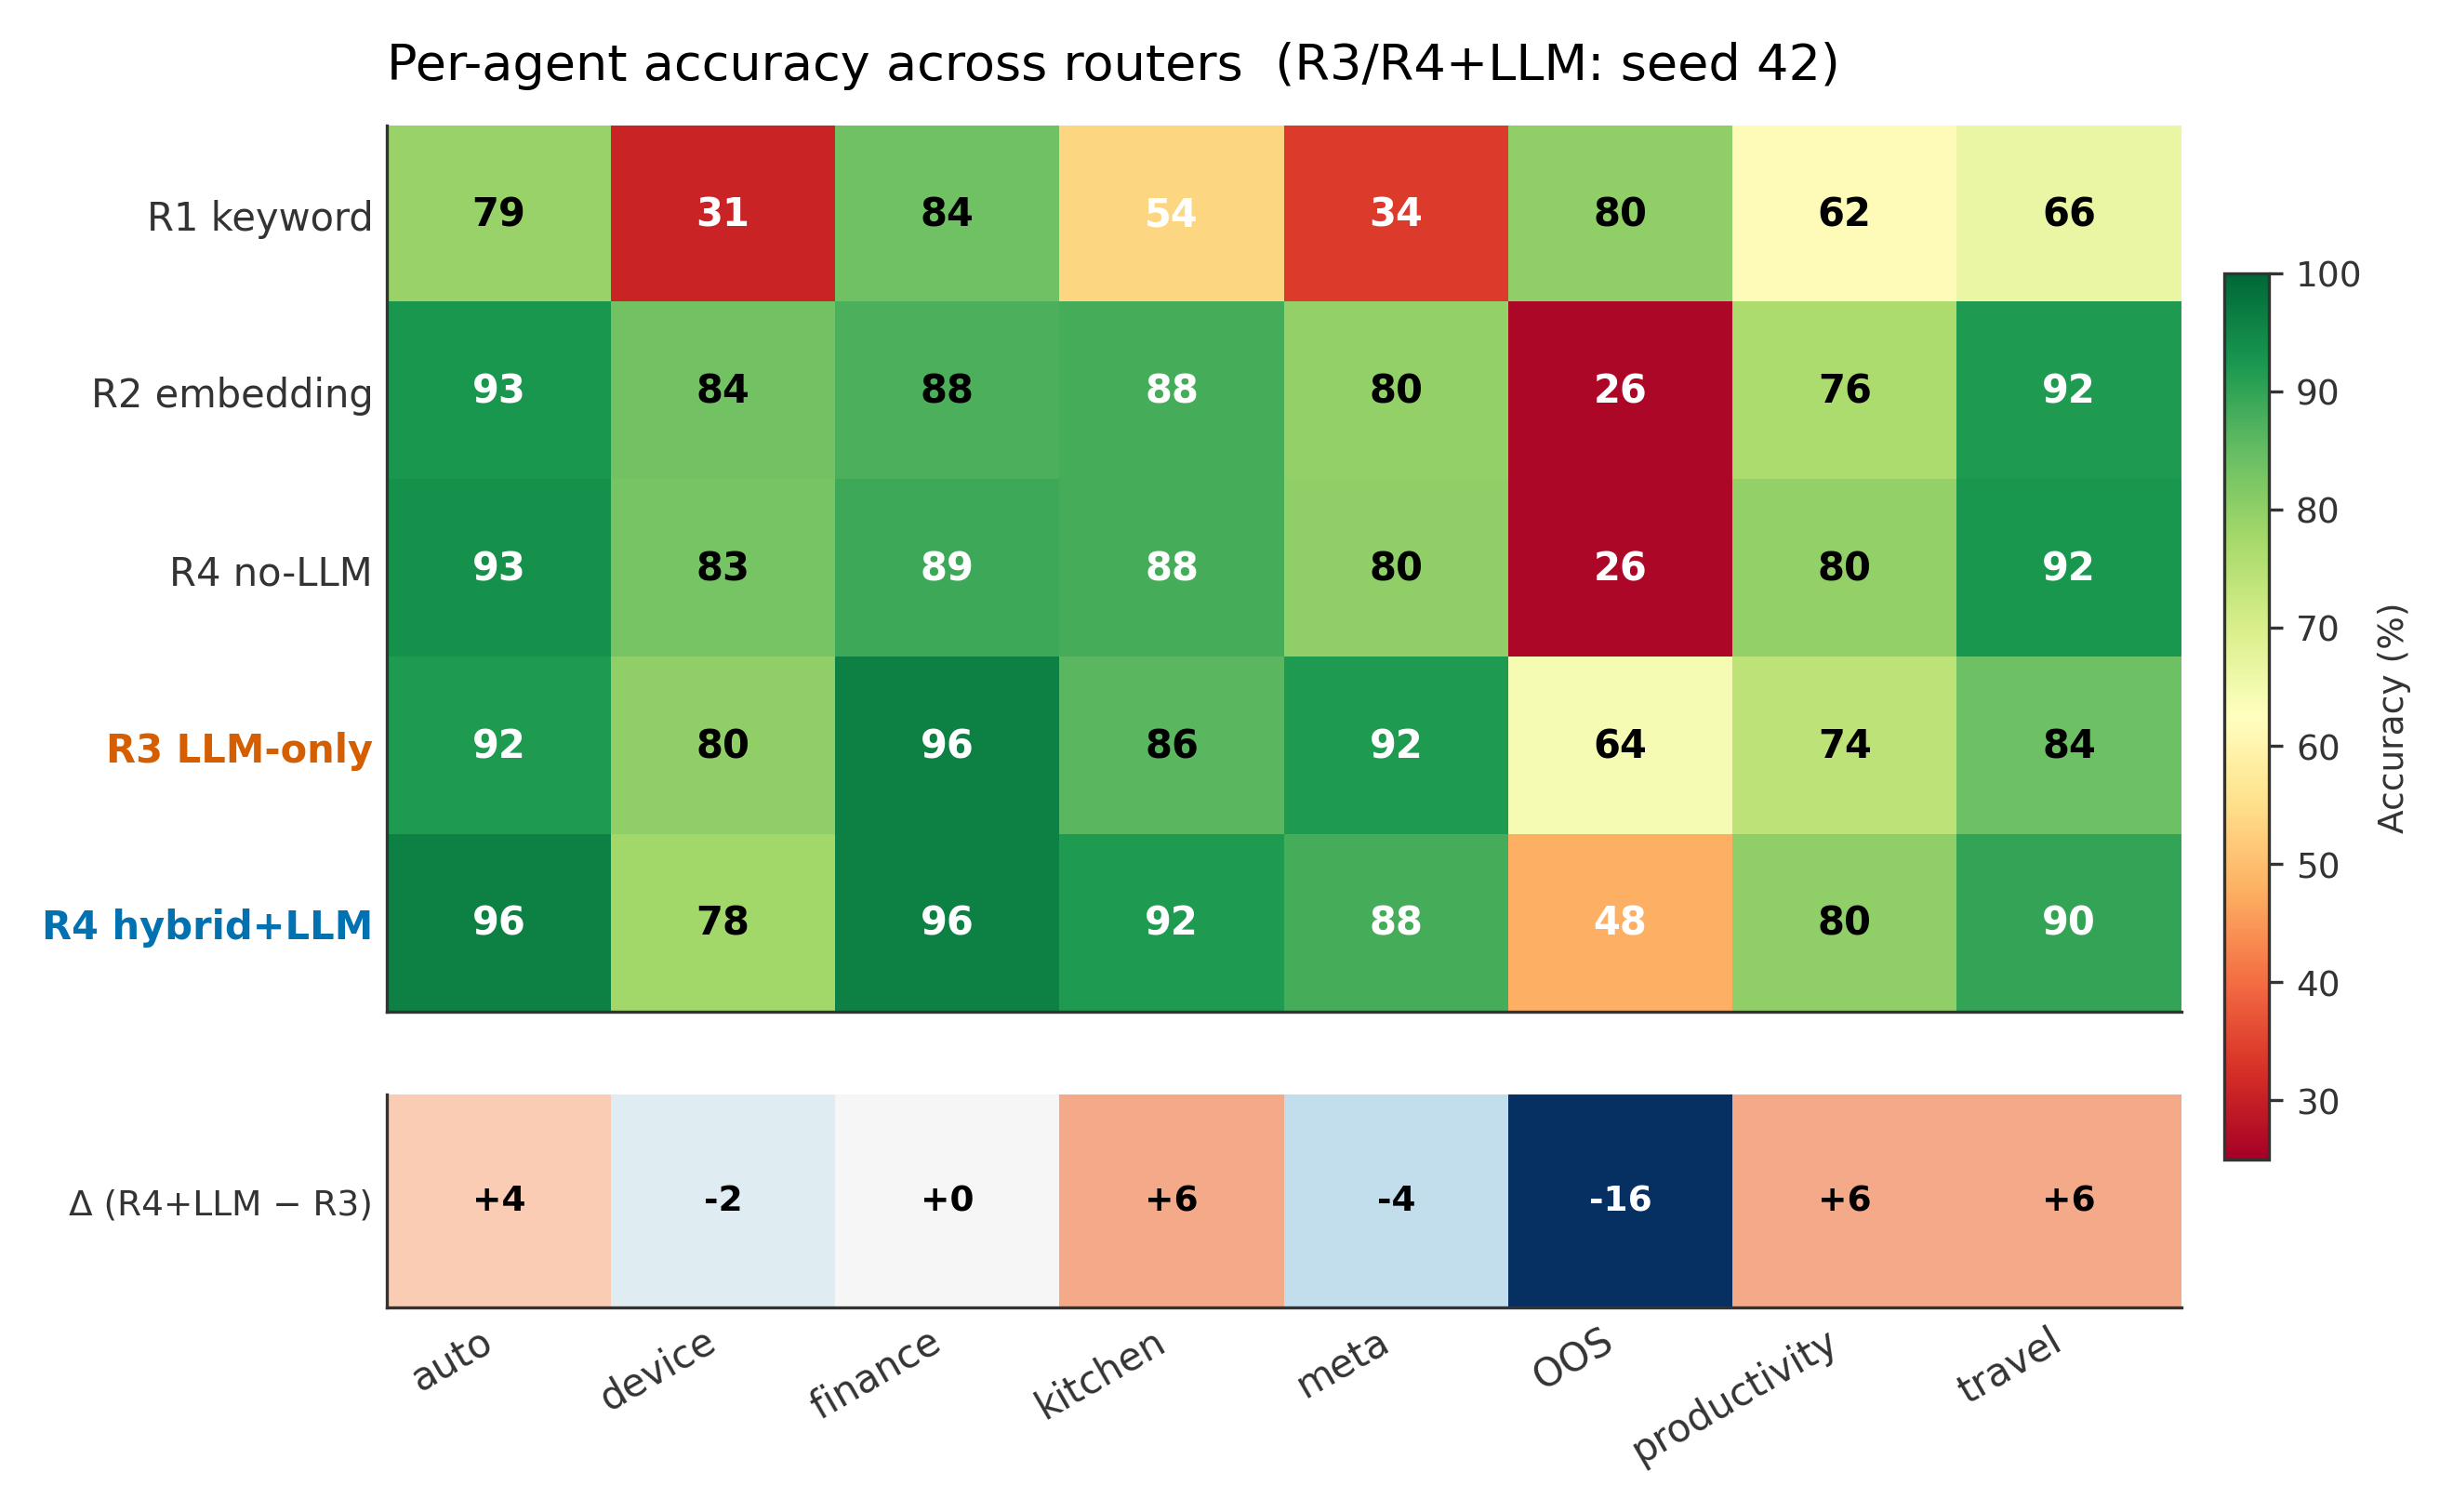 Per-agent accuracy across routers  (R3/R4+LLM: seed 42)
R1 keyword 79 31 84 54 34 80 62 66
R2 embedding 93 84 88 88 80 26 76 92
R4 no-LLM 93 83 89 88 80 26 80 92
R3 LLM-only 92 80 96 86 92 64 74 84
R4 hybrid+LLM 96 78 96 92 88 48 80 90
Δ (R4+LLM − R3) +4 -2 +0 +6 -4 -16 +6 +6
auto device finance kitchen meta OOS productivity travel
100
90
80
70
60
50
40
30
Accuracy (%)